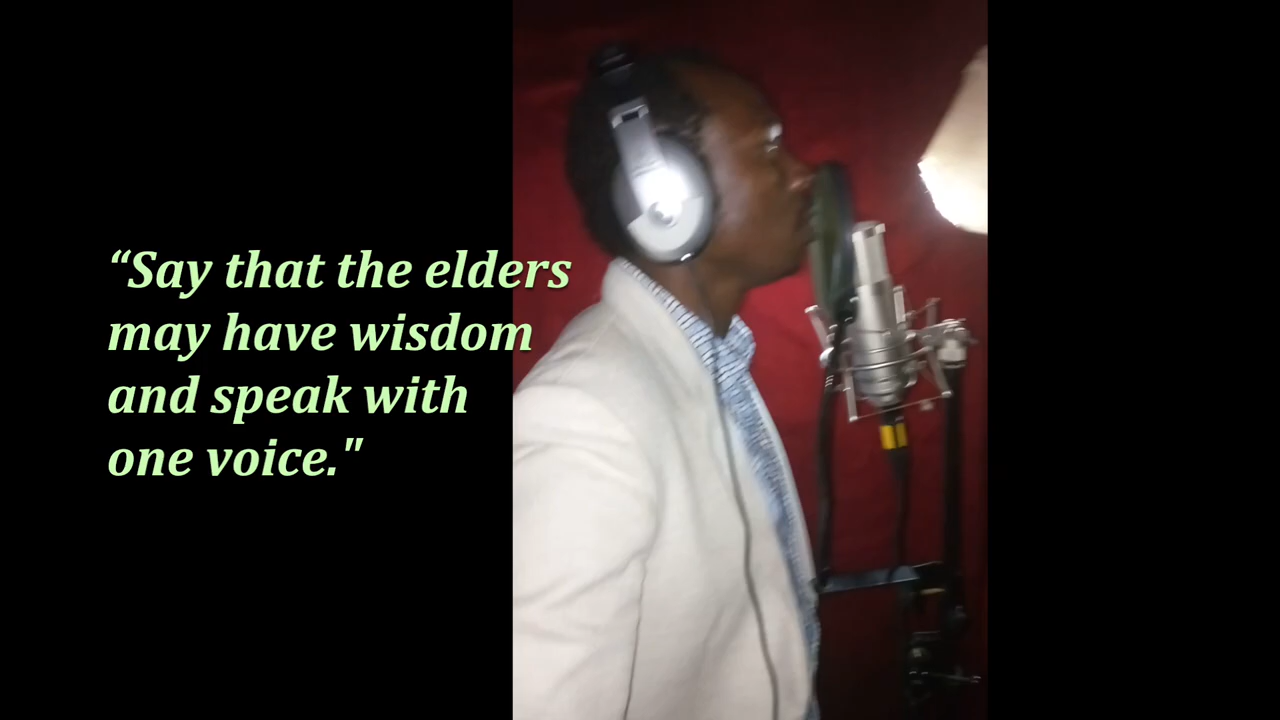 “Say that the elders
may have wisdom
and speak with
one voice."